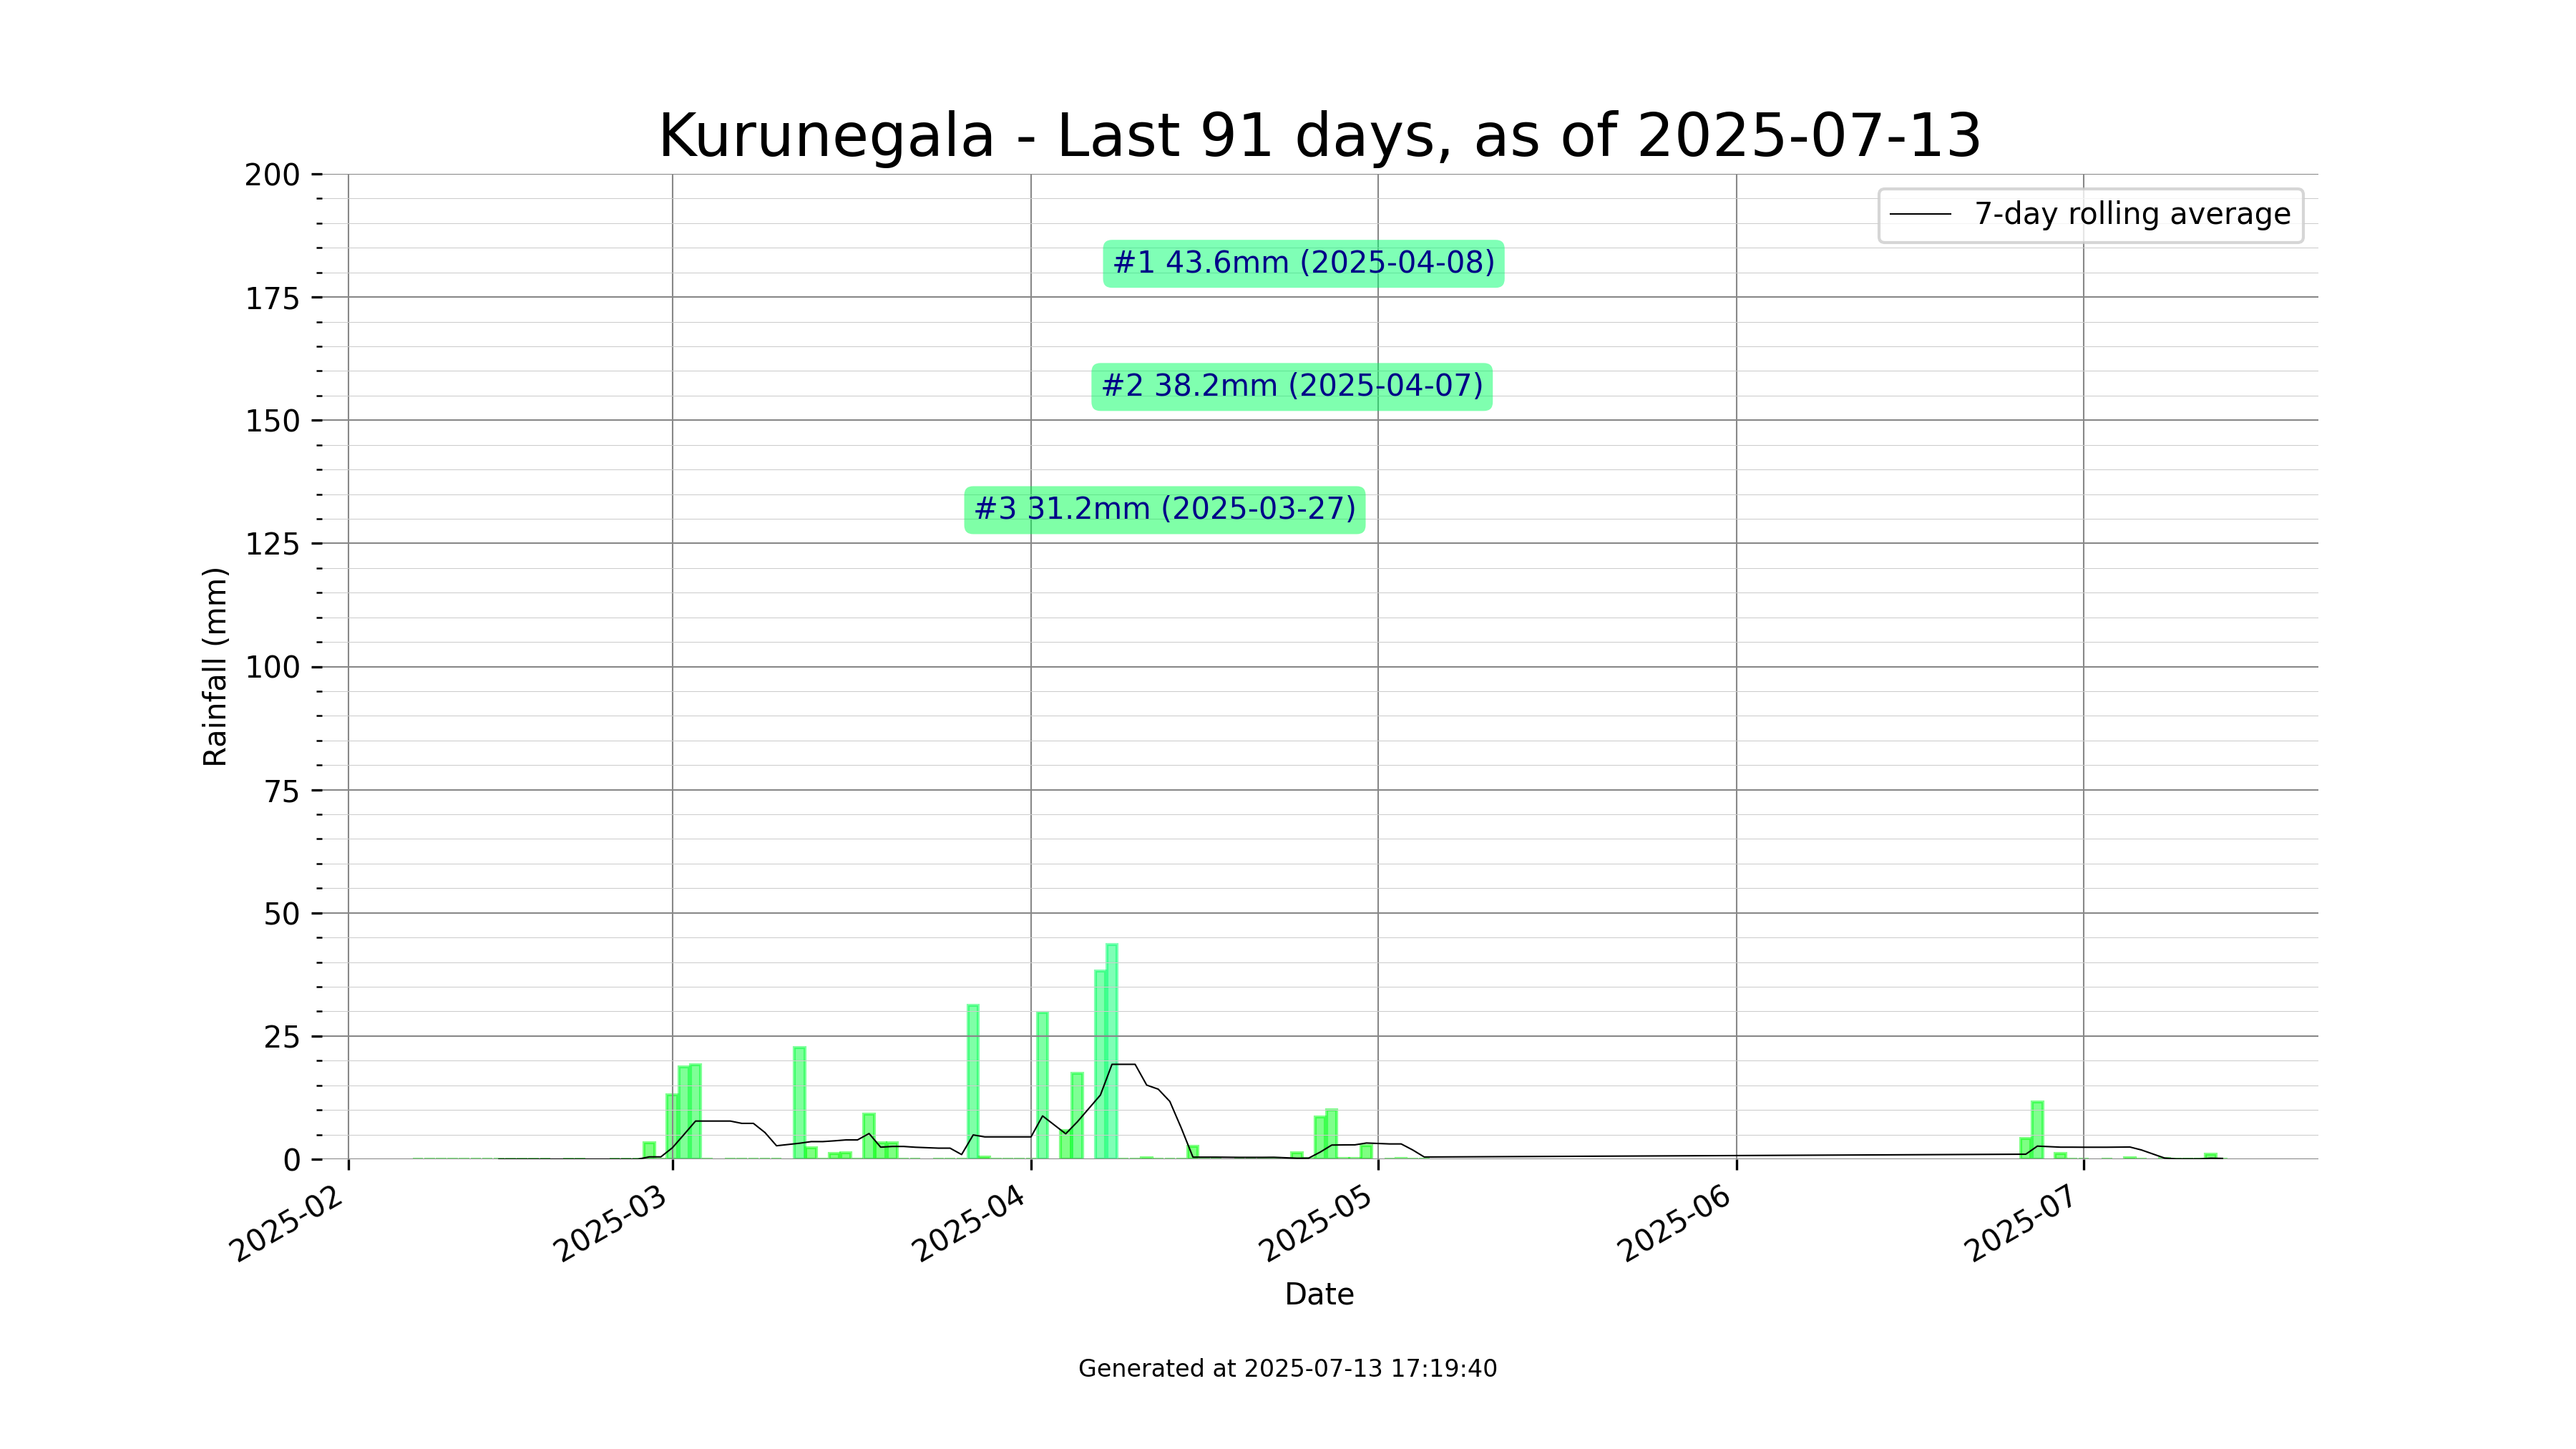 Kurunegala - Last 91 days, as of 2025-07-13
200
7-day rolling average
#1 43.6mm (2025-04-08)
175
#2 38.2mm (2025-04-07)
150
#3 31.2mm (2025-03-27)
125
Rainfall (mm)
100
75
50
25
0
2025-02
2025-03
2025-04
2025-05
2025-06
2025-07
Date
Generated at 2025-07-13 17:19:40